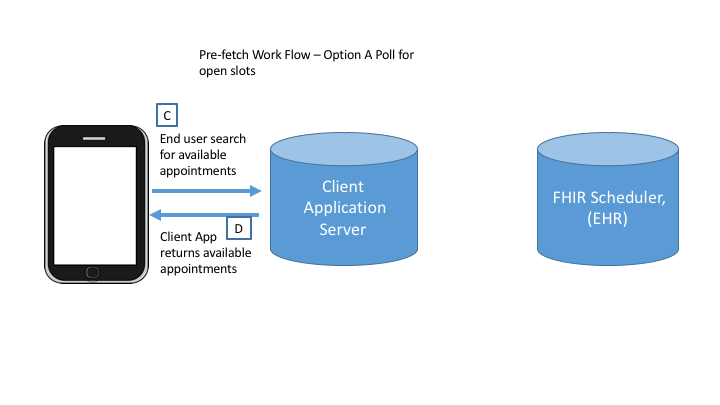 Pre-fetch Work Flow – Option A Poll for
open slots
C
End user search
for available
appointments
D
Client App
returns available
appointments
Client
Application
Server
FHIR Scheduler,
(EHR)